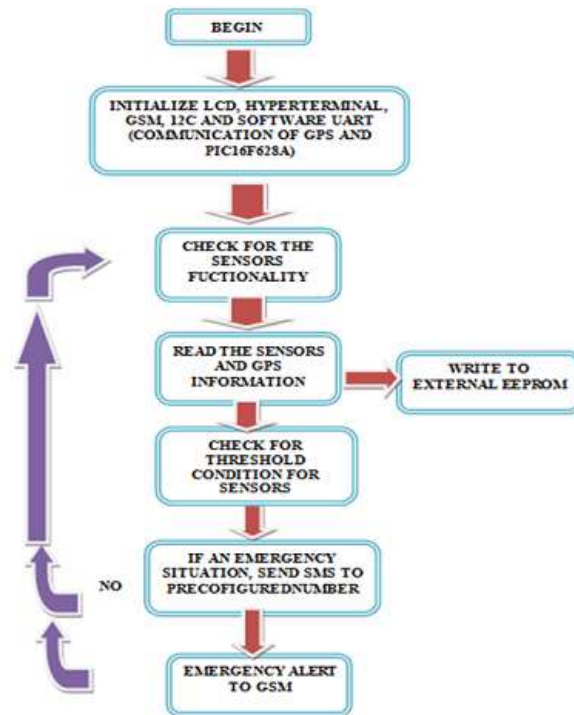 BEGIN
INITIALIZE LCD, HYPERTERMINAL,
GSM, I2C AND SOFTWARE UART
(COMMUNICATION OF GPS AND
PIC16F628A)
CHECK FOR THE
SENSORS
FUCTIONALITY
READ THE SENSORS
AND GPS
INFORMATION
WRITE TO
EXTERNAL EEPROM
CHECK FOR
THRESHOLD
CONDITION FOR
SENSORS
IF AN EMERGENCY
SITUATION, SEND SMS TO
PRECOFIGUREDNUMBER
NO
EMERGENCY ALERT
TO GSM